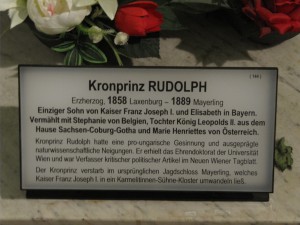 [ 143 ]
Kronprinz RUDOLPH
Erzherzog, 1858 Laxenburg – 1889 Mayerling
Einziger Sohn von Kaiser Franz Joseph I. und Elisabeth in Bayern.
Vermählt mit Stephanie von Belgien, Tochter König Leopolds II. aus dem
Hause Sachsen-Coburg-Gotha und Marie Henriettes von Österreich.
Kronprinz Rudolph hatte eine pro-ungarische Gesinnung und ausgeprägte
naturwissenschaftliche Neigungen. Er erhielt das Ehrendoktorat der Universität
Wien und war Verfasser kritischer politischer Artikel im Neuen Wiener Tagblatt.
Der Kronprinz verstarb im ursprünglichen Jagdschloss Mayerling, welches
Kaiser Franz Joseph I. in ein Karmelitinnen-Sühne-Kloster umwandeln ließ.